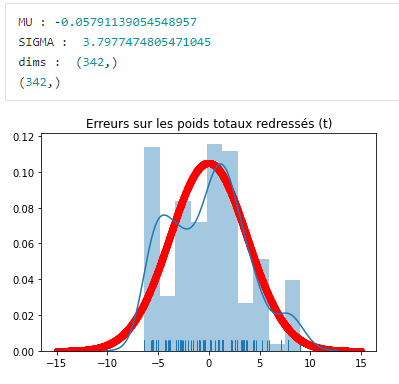 MU : -0.05791139054548957
SIGMA :  3.7977474805471045
dims :  (342,)
(342,)
Erreurs sur les poids totaux redressés (t)
0.12
0.10
0.08
0.06
0.04
0.02
0.00
−15 −10 −5 0 5 10 15